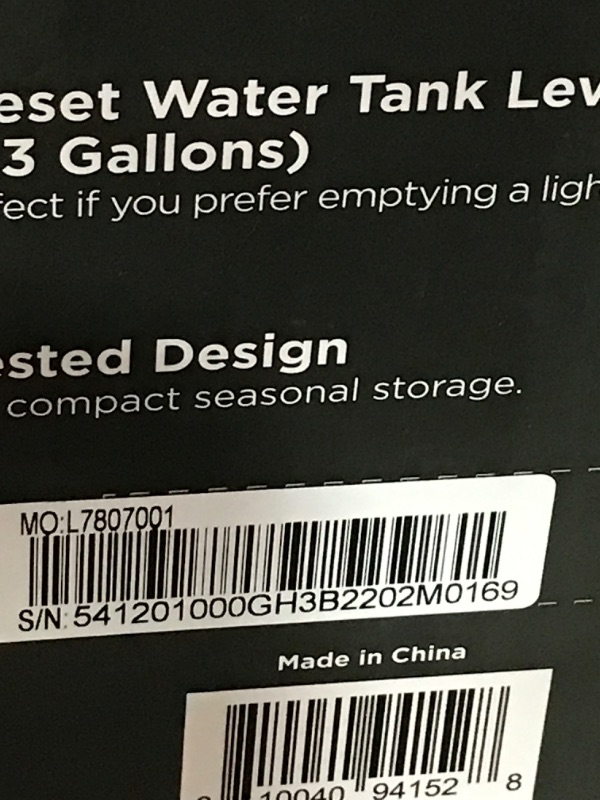 eset Water Tank Lev
3 Gallons)
fect if you prefer emptying a ligh
sted Design
compact seasonal storage.
MO:L7807001
S/N:541201000GH3B2202M0169
Made in China
10040 94152 8